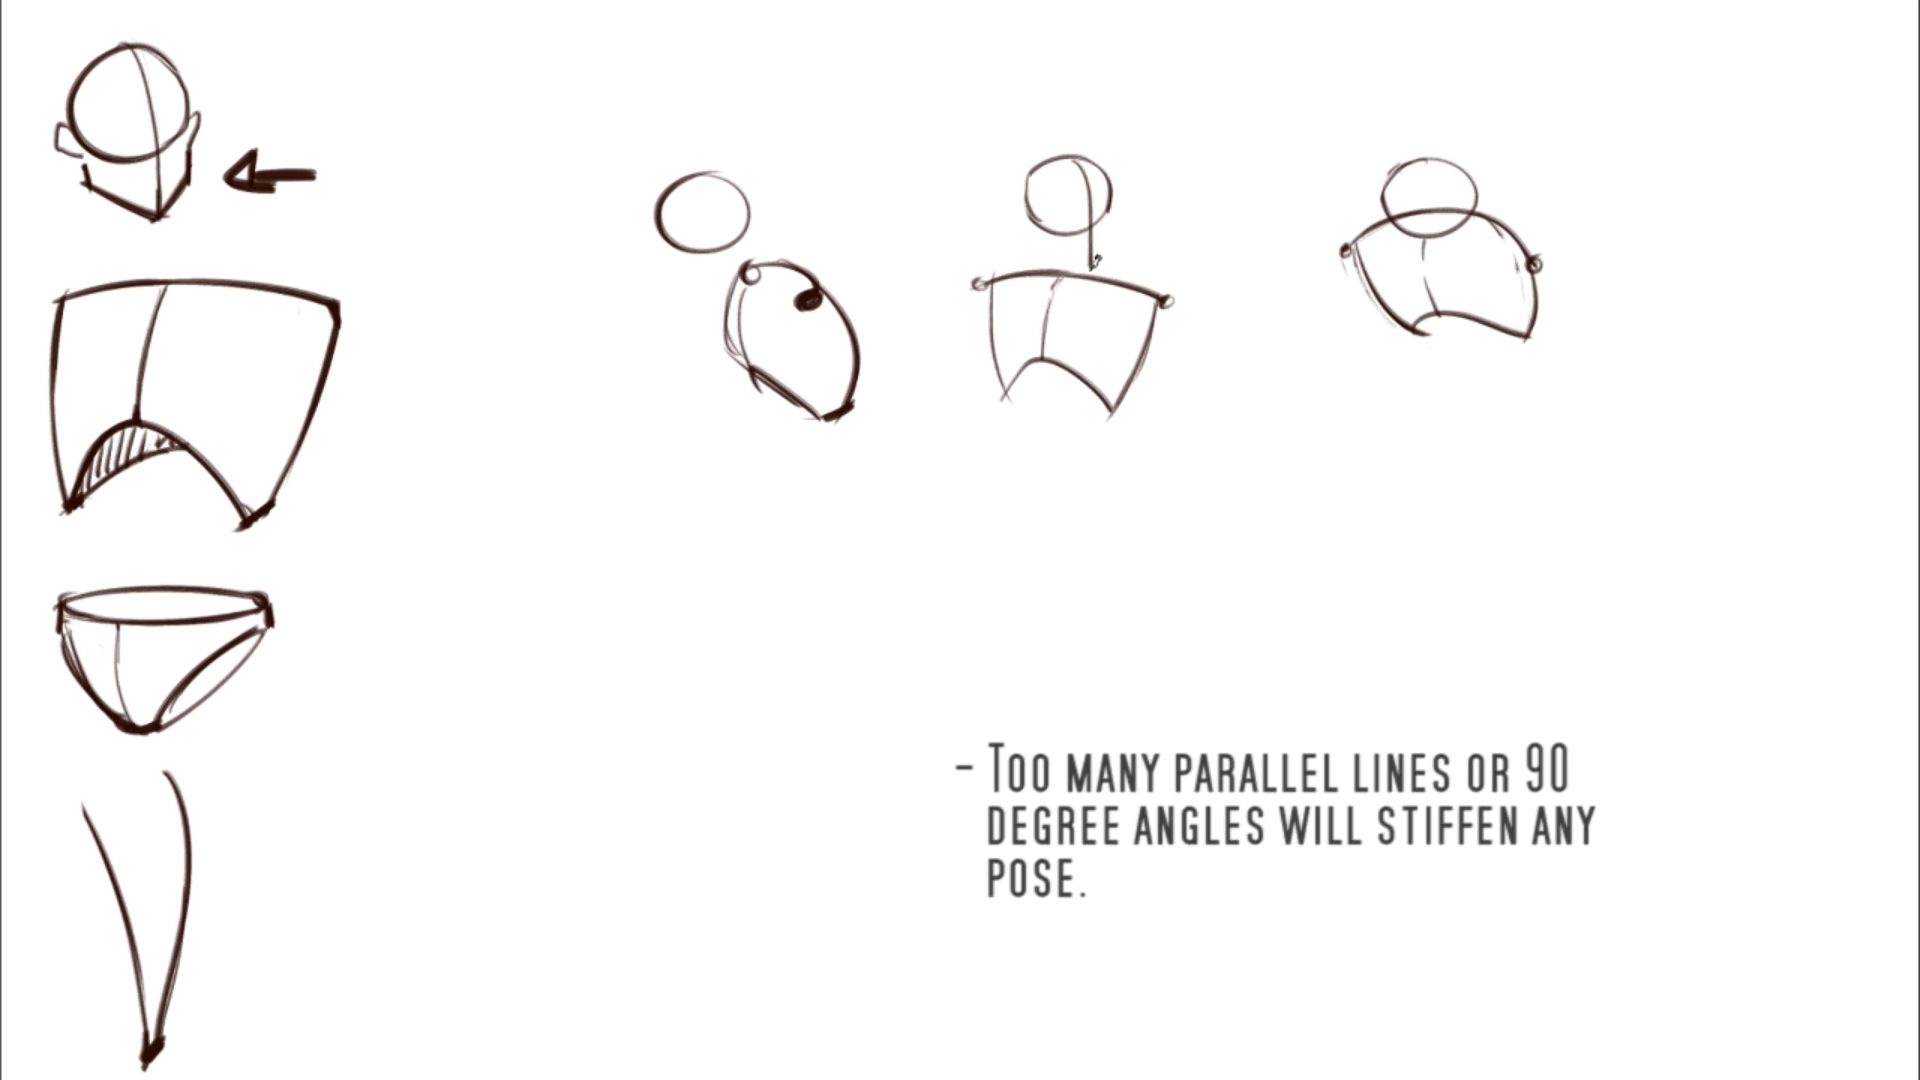 - Too many parallel lines or 90
degree angles will stiffen any
pose.